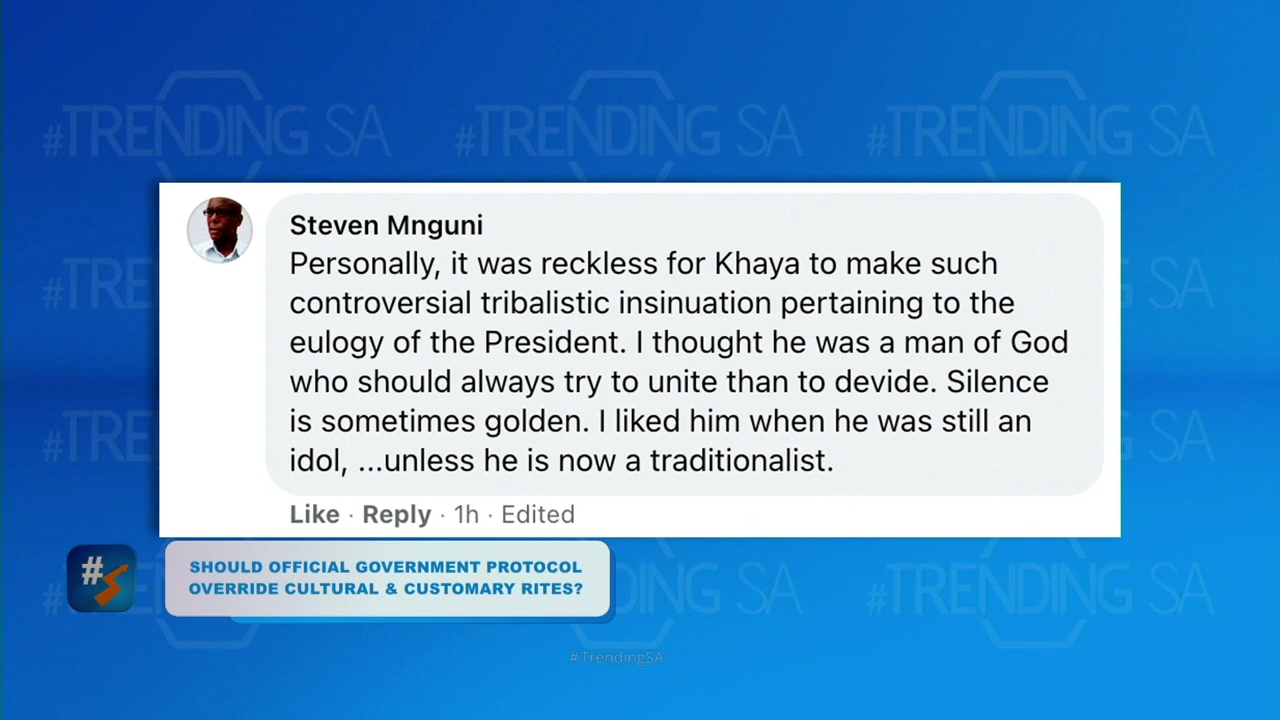 #TRENDING SA #TRENDING SA #TRENDING SA
Steven Mnguni
Personally, it was reckless for Khaya to make such
controversial tribalistic insinuation pertaining to the
eulogy of the President. I thought he was a man of God
who should always try to unite than to devide. Silence
is sometimes golden. I liked him when he was still an
idol, ...unless he is now a traditionalist.
Like · Reply · 1h · Edited
#S
SHOULD OFFICIAL GOVERNMENT PROTOCOL
OVERRIDE CULTURAL & CUSTOMARY RITES?
#TRENDING SA
#TrendingSA